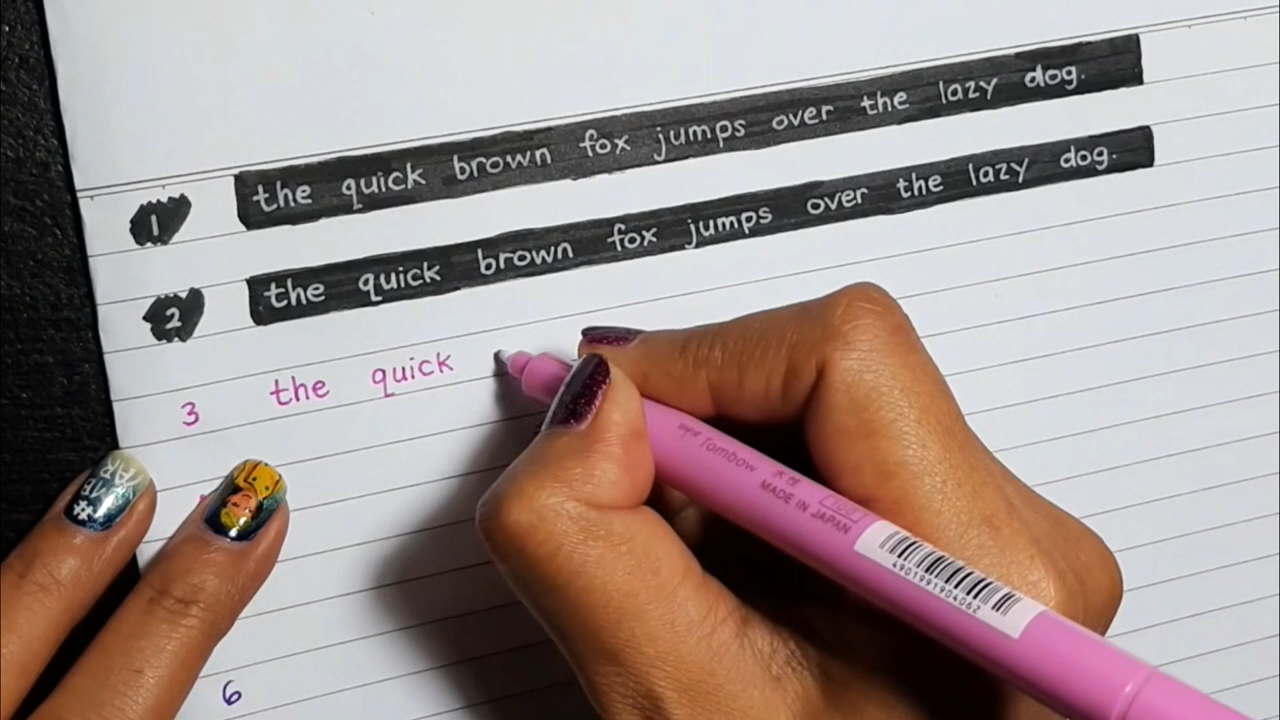 1 the quick brown fox jumps over the lazy dog.
2 the quick brown fox jumps over the lazy dog.
3 the quick
Tombow
MADE IN JAPAN
4901991904062
6